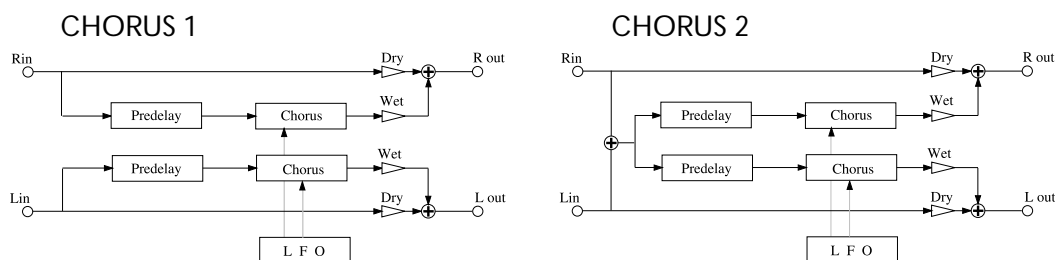 CHORUS 1
Rin
Dry
R out
Wet
Predelay
Chorus
Predelay
Chorus
Wet
Lin
Dry
L out
L F O
CHORUS 2
Rin
Dry
R out
Wet
Predelay
Chorus
Predelay
Chorus
Wet
Lin
Dry
L out
L F O